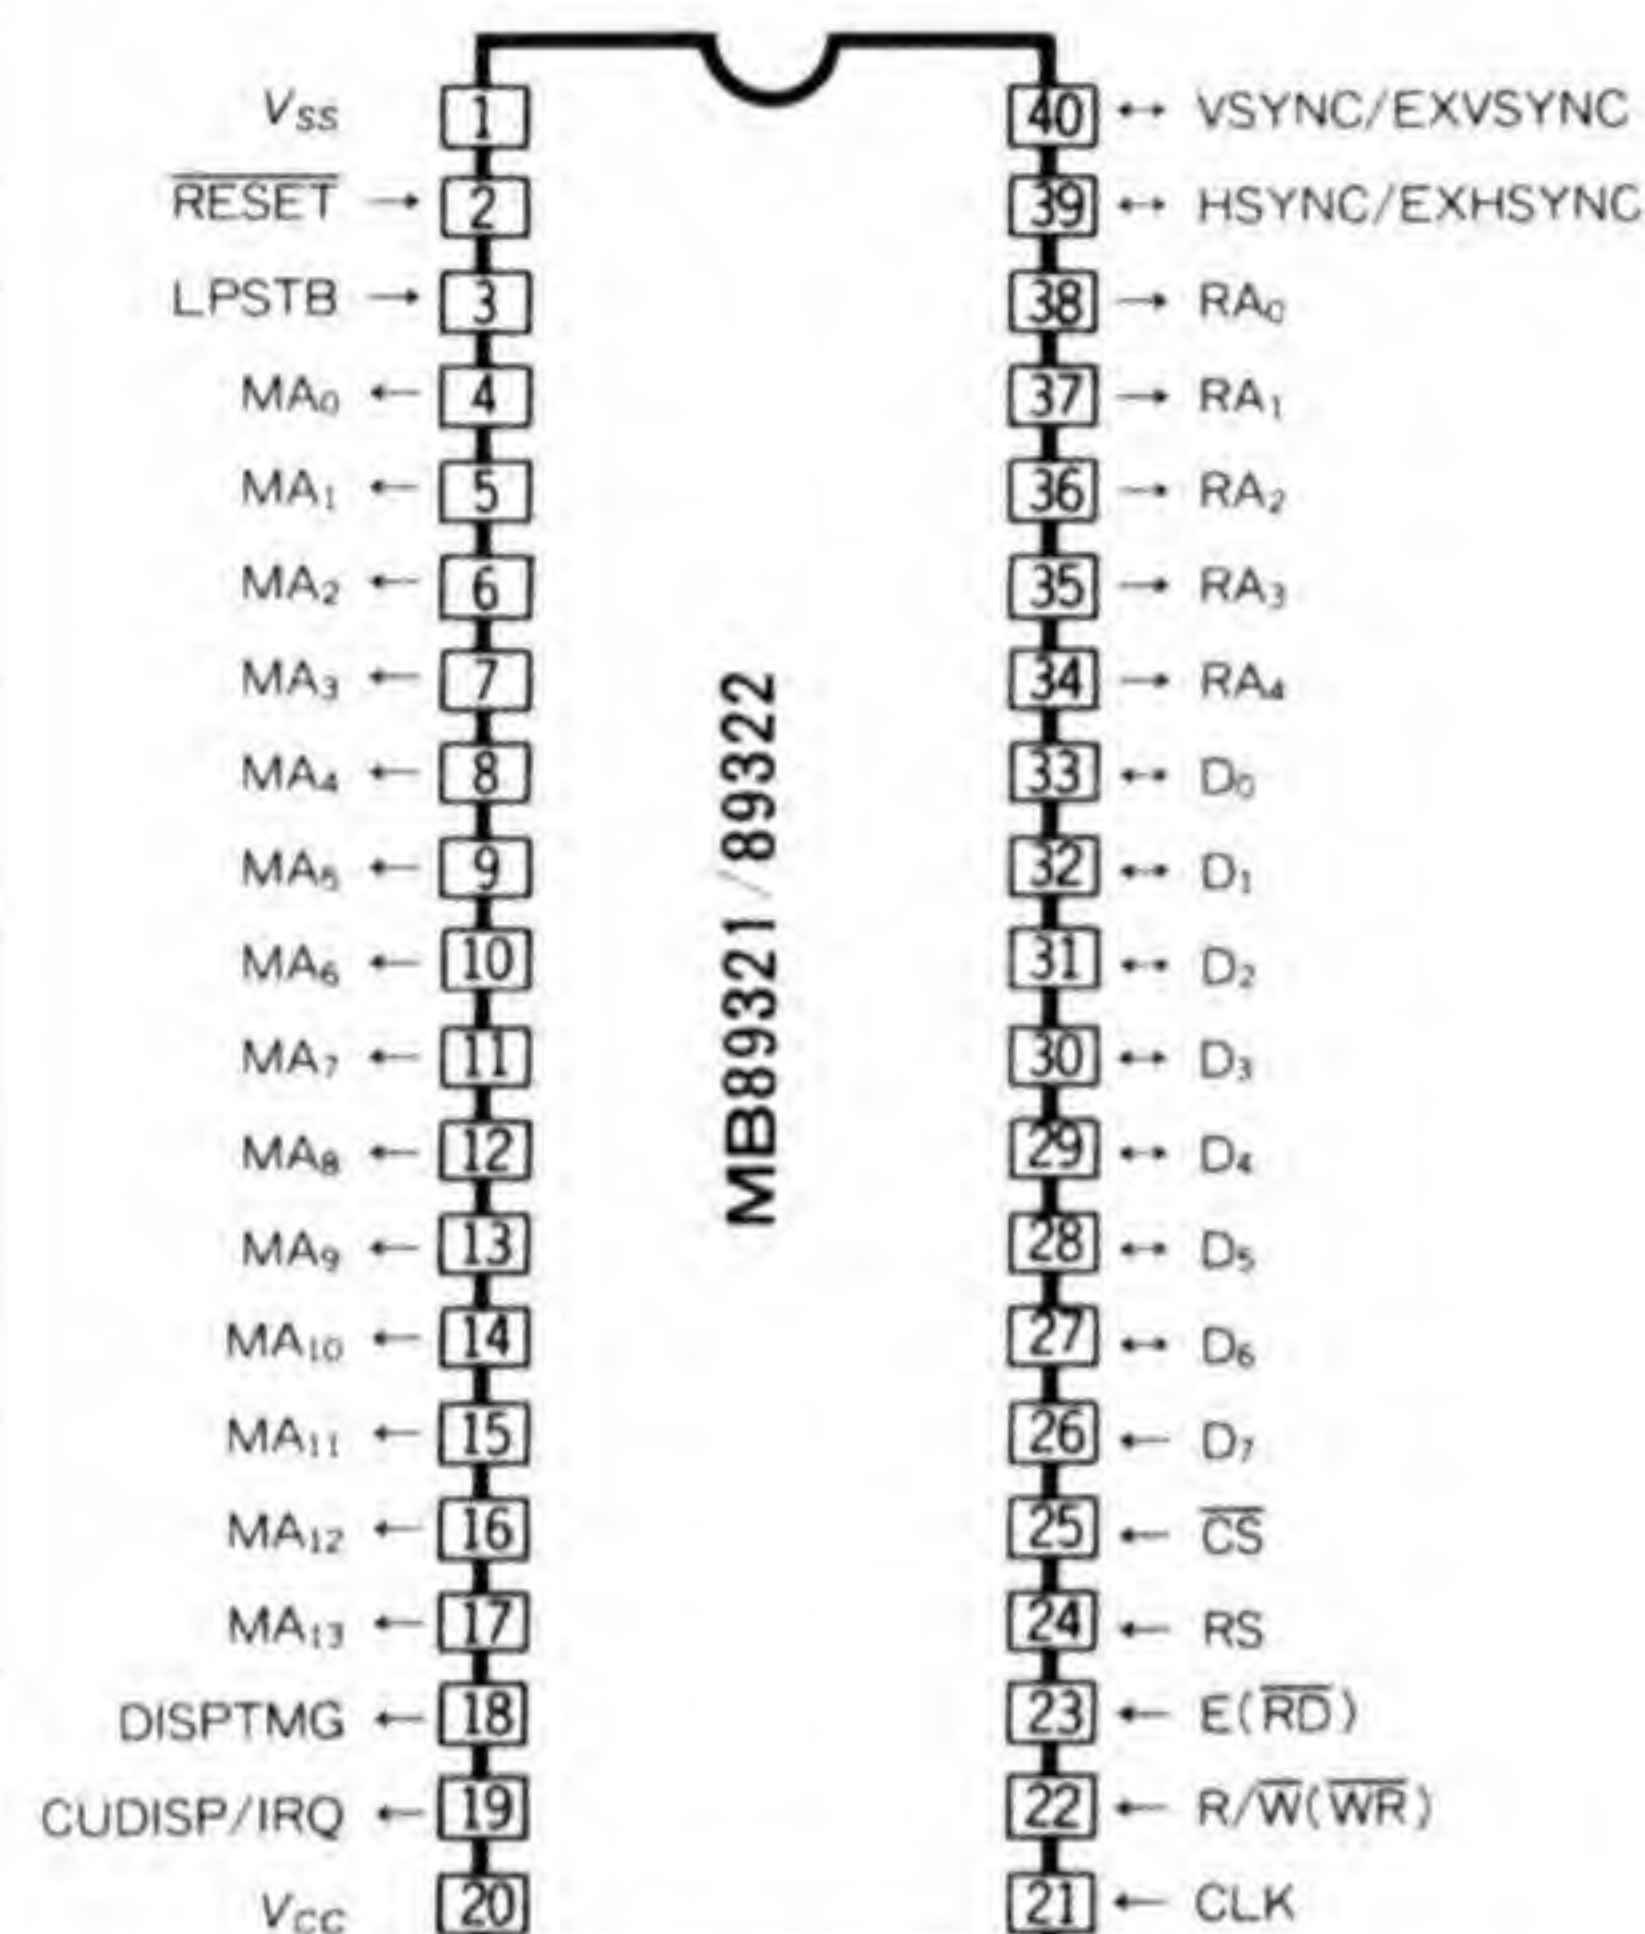 VSS 1 40 ↔ VSYNC/EXVSYNC
R̅E̅S̅E̅T̅ → 2 39 ↔ HSYNC/EXHSYNC
LPSTB → 3 38 → RA0
MA0 ← 4 37 → RA1
MA1 ← 5 36 → RA2
MA2 ← 6 35 → RA3
MA3 ← 7 34 → RA4
MA4 ← 8 33 ↔ D0
MA5 ← 9 32 ↔ D1
MA6 ← 10 31 ↔ D2
MA7 ← 11 30 ↔ D3
MA8 ← 12 29 ↔ D4
MA9 ← 13 28 ↔ D5
MA10 ← 14 27 ↔ D6
MA11 ← 15 26 ← D7
MA12 ← 16 25 ← C̅S̅
MA13 ← 17 24 ← RS
DISPTMG ← 18 23 ← E(R̅D̅)
CUDISP/IRQ ← 19 22 ← R/W̅(W̅R̅)
VCC 20 21 ← CLK
MB89321/89322